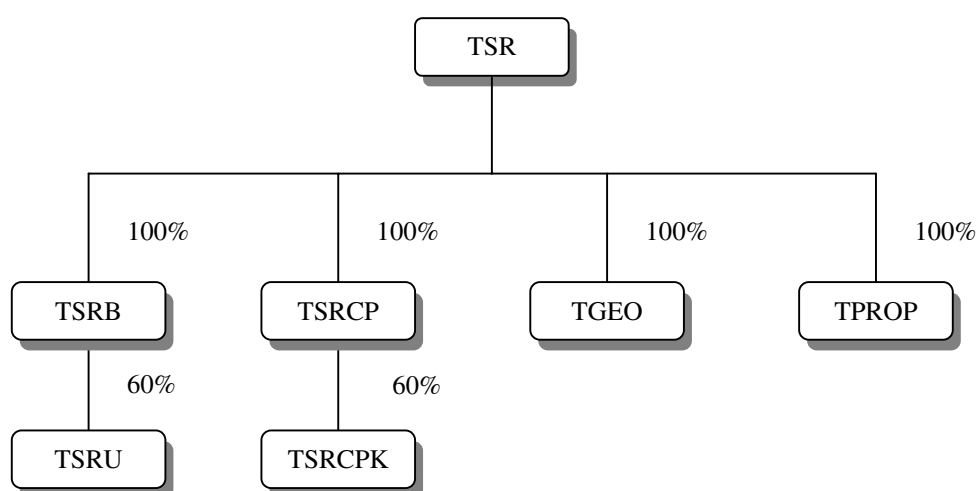 TSR
100%
100%
100%
100%
TSRB
TSRCP
TGEO
TPROP
60%
60%
TSRU
TSRCPK